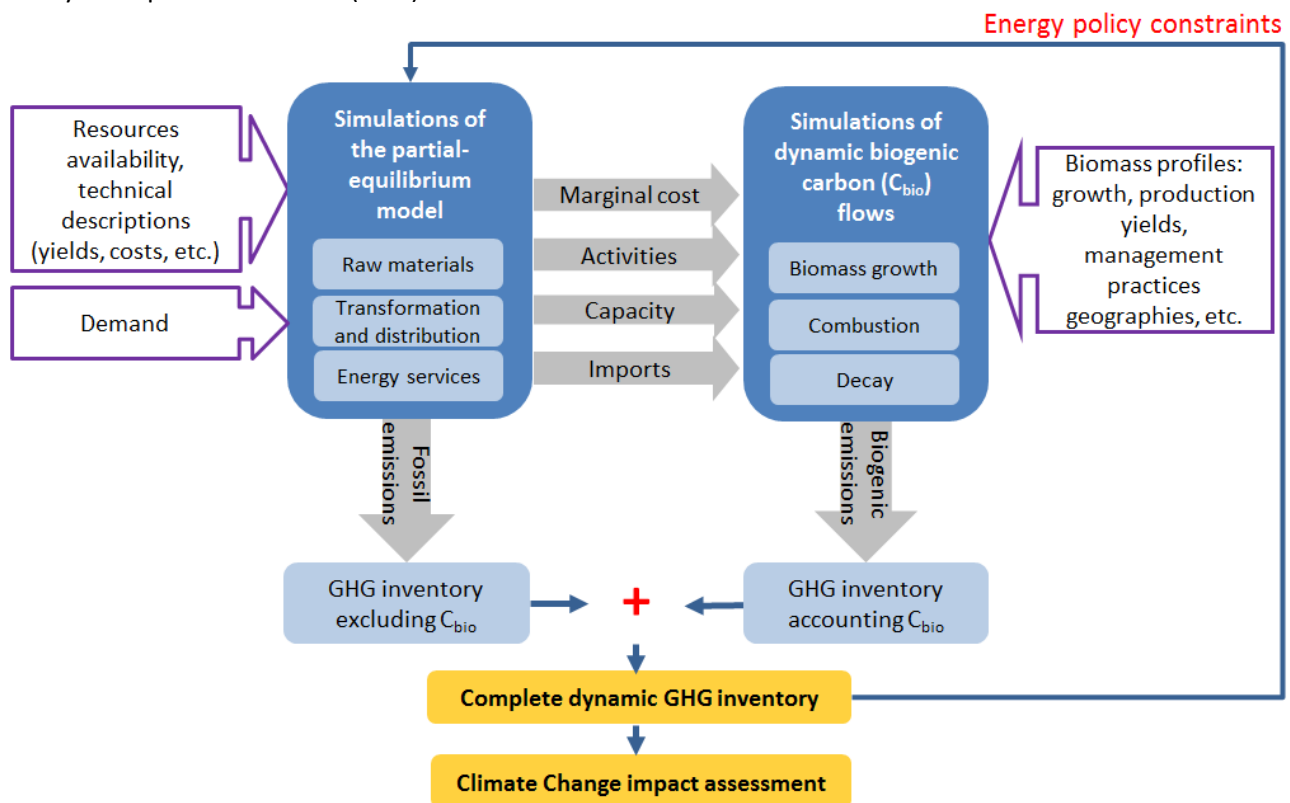 Energy policy constraints
Resources
availability,
technical
descriptions
(yields, costs, etc.)
Demand
Simulations of
the partial-
equilibrium
model
Raw materials
Transformation
and distribution
Energy services
Marginal cost
Activities
Capacity
Imports
Simulations of
dynamic biogenic
carbon (Cbio)
flows
Biomass growth
Combustion
Decay
Biomass profiles:
growth, production
yields,
management
practices
geographies, etc.
Fossil
emissions
Biogenic
emissions
GHG inventory
excluding Cbio
+
GHG inventory
accounting Cbio
Complete dynamic GHG inventory
Climate Change impact assessment